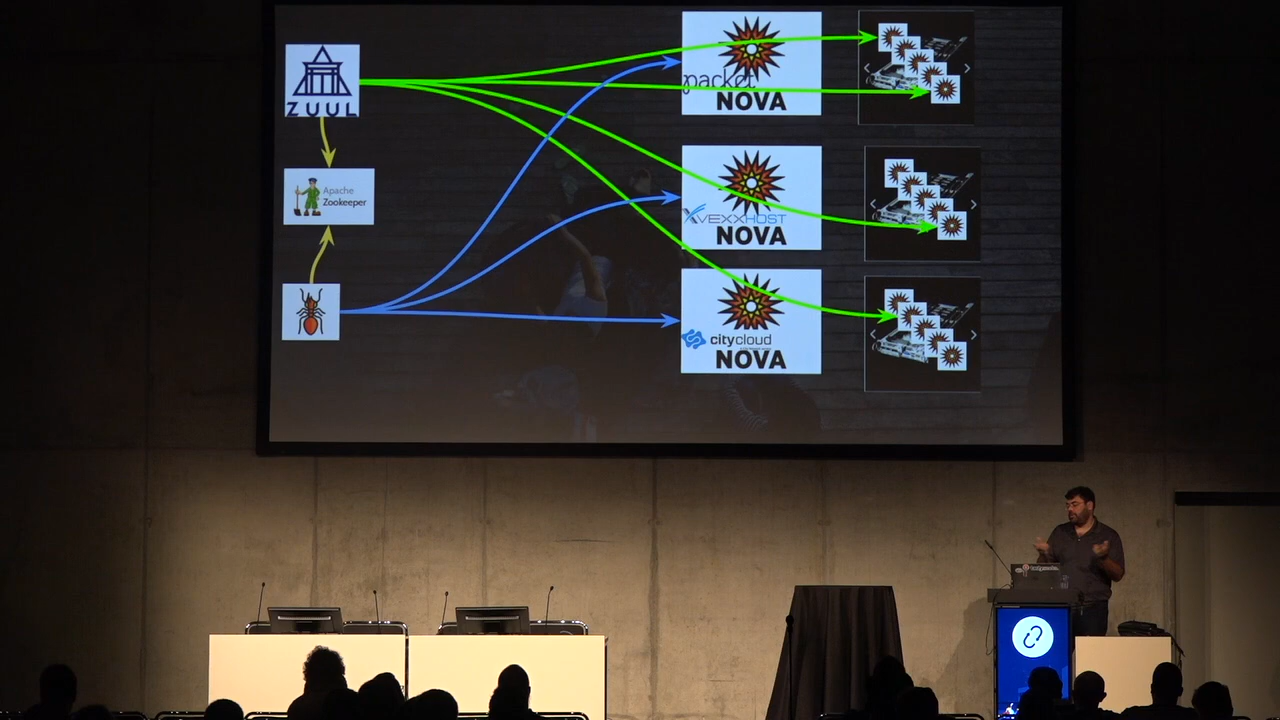 ZUUL
packet
NOVA
Apache
Zookeeper
VEXXHOST
NOVA
citycloud
NOVA